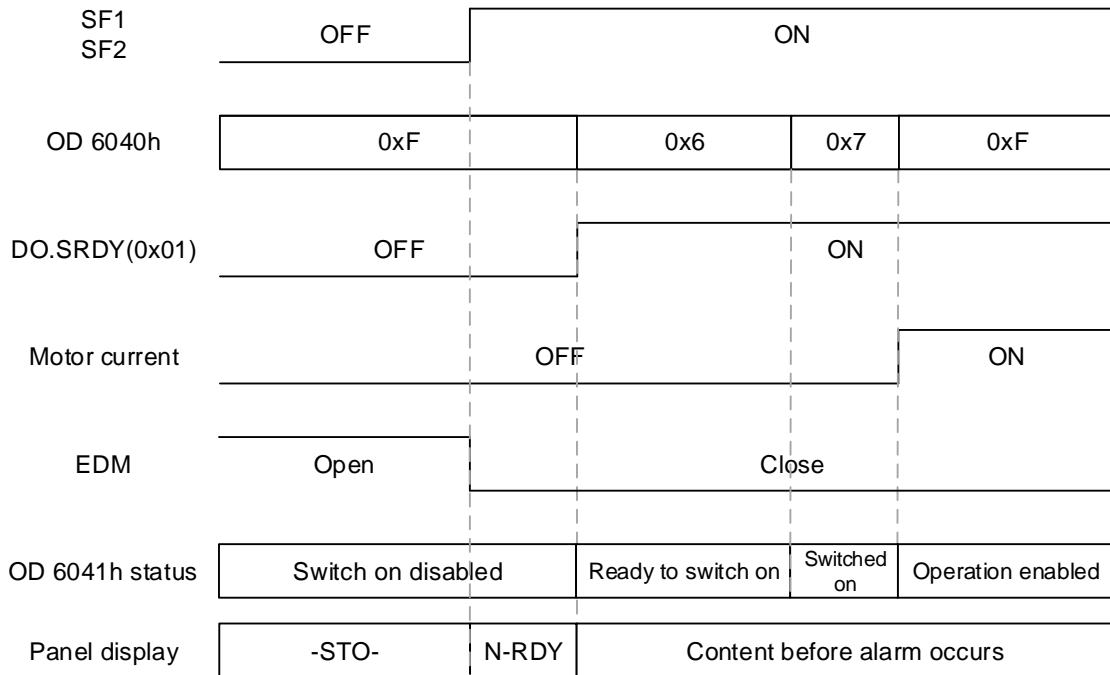 SF1
SF2
OFF
ON
OD 6040h
0xF
0x6
0x7
0xF
DO.SRDY(0x01)
OFF
ON
Motor current
OFF
ON
EDM
Open
Close
OD 6041h status
Switch on disabled
Ready to switch on
Switched
on
Operation enabled
Panel display
-STO-
N-RDY
Content before alarm occurs